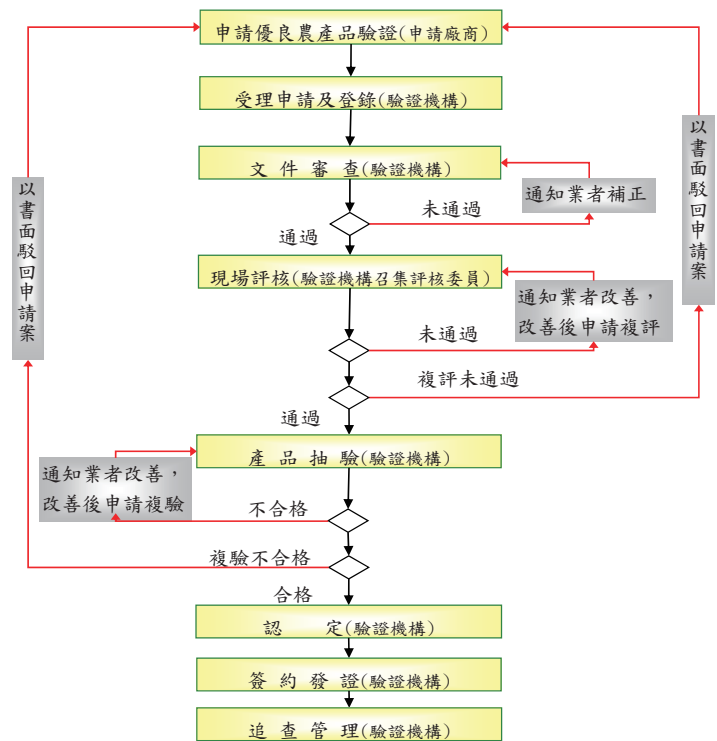 申請優良農產品驗證(申請廠商)
受理申請及登錄(驗證機構)
文件審查(驗證機構)
未通過
通知業者補正
通過
現場評核(驗證機構召集評核委員)
通知業者改善，
改善後申請複評
未通過
複評未通過
以書面駁回申請案
通過
產品抽驗(驗證機構)
通知業者改善，
改善後申請複驗
不合格
複驗不合格
以書面駁回申請案
合格
認 定(驗證機構)
簽約發證(驗證機構)
追查管理(驗證機構)